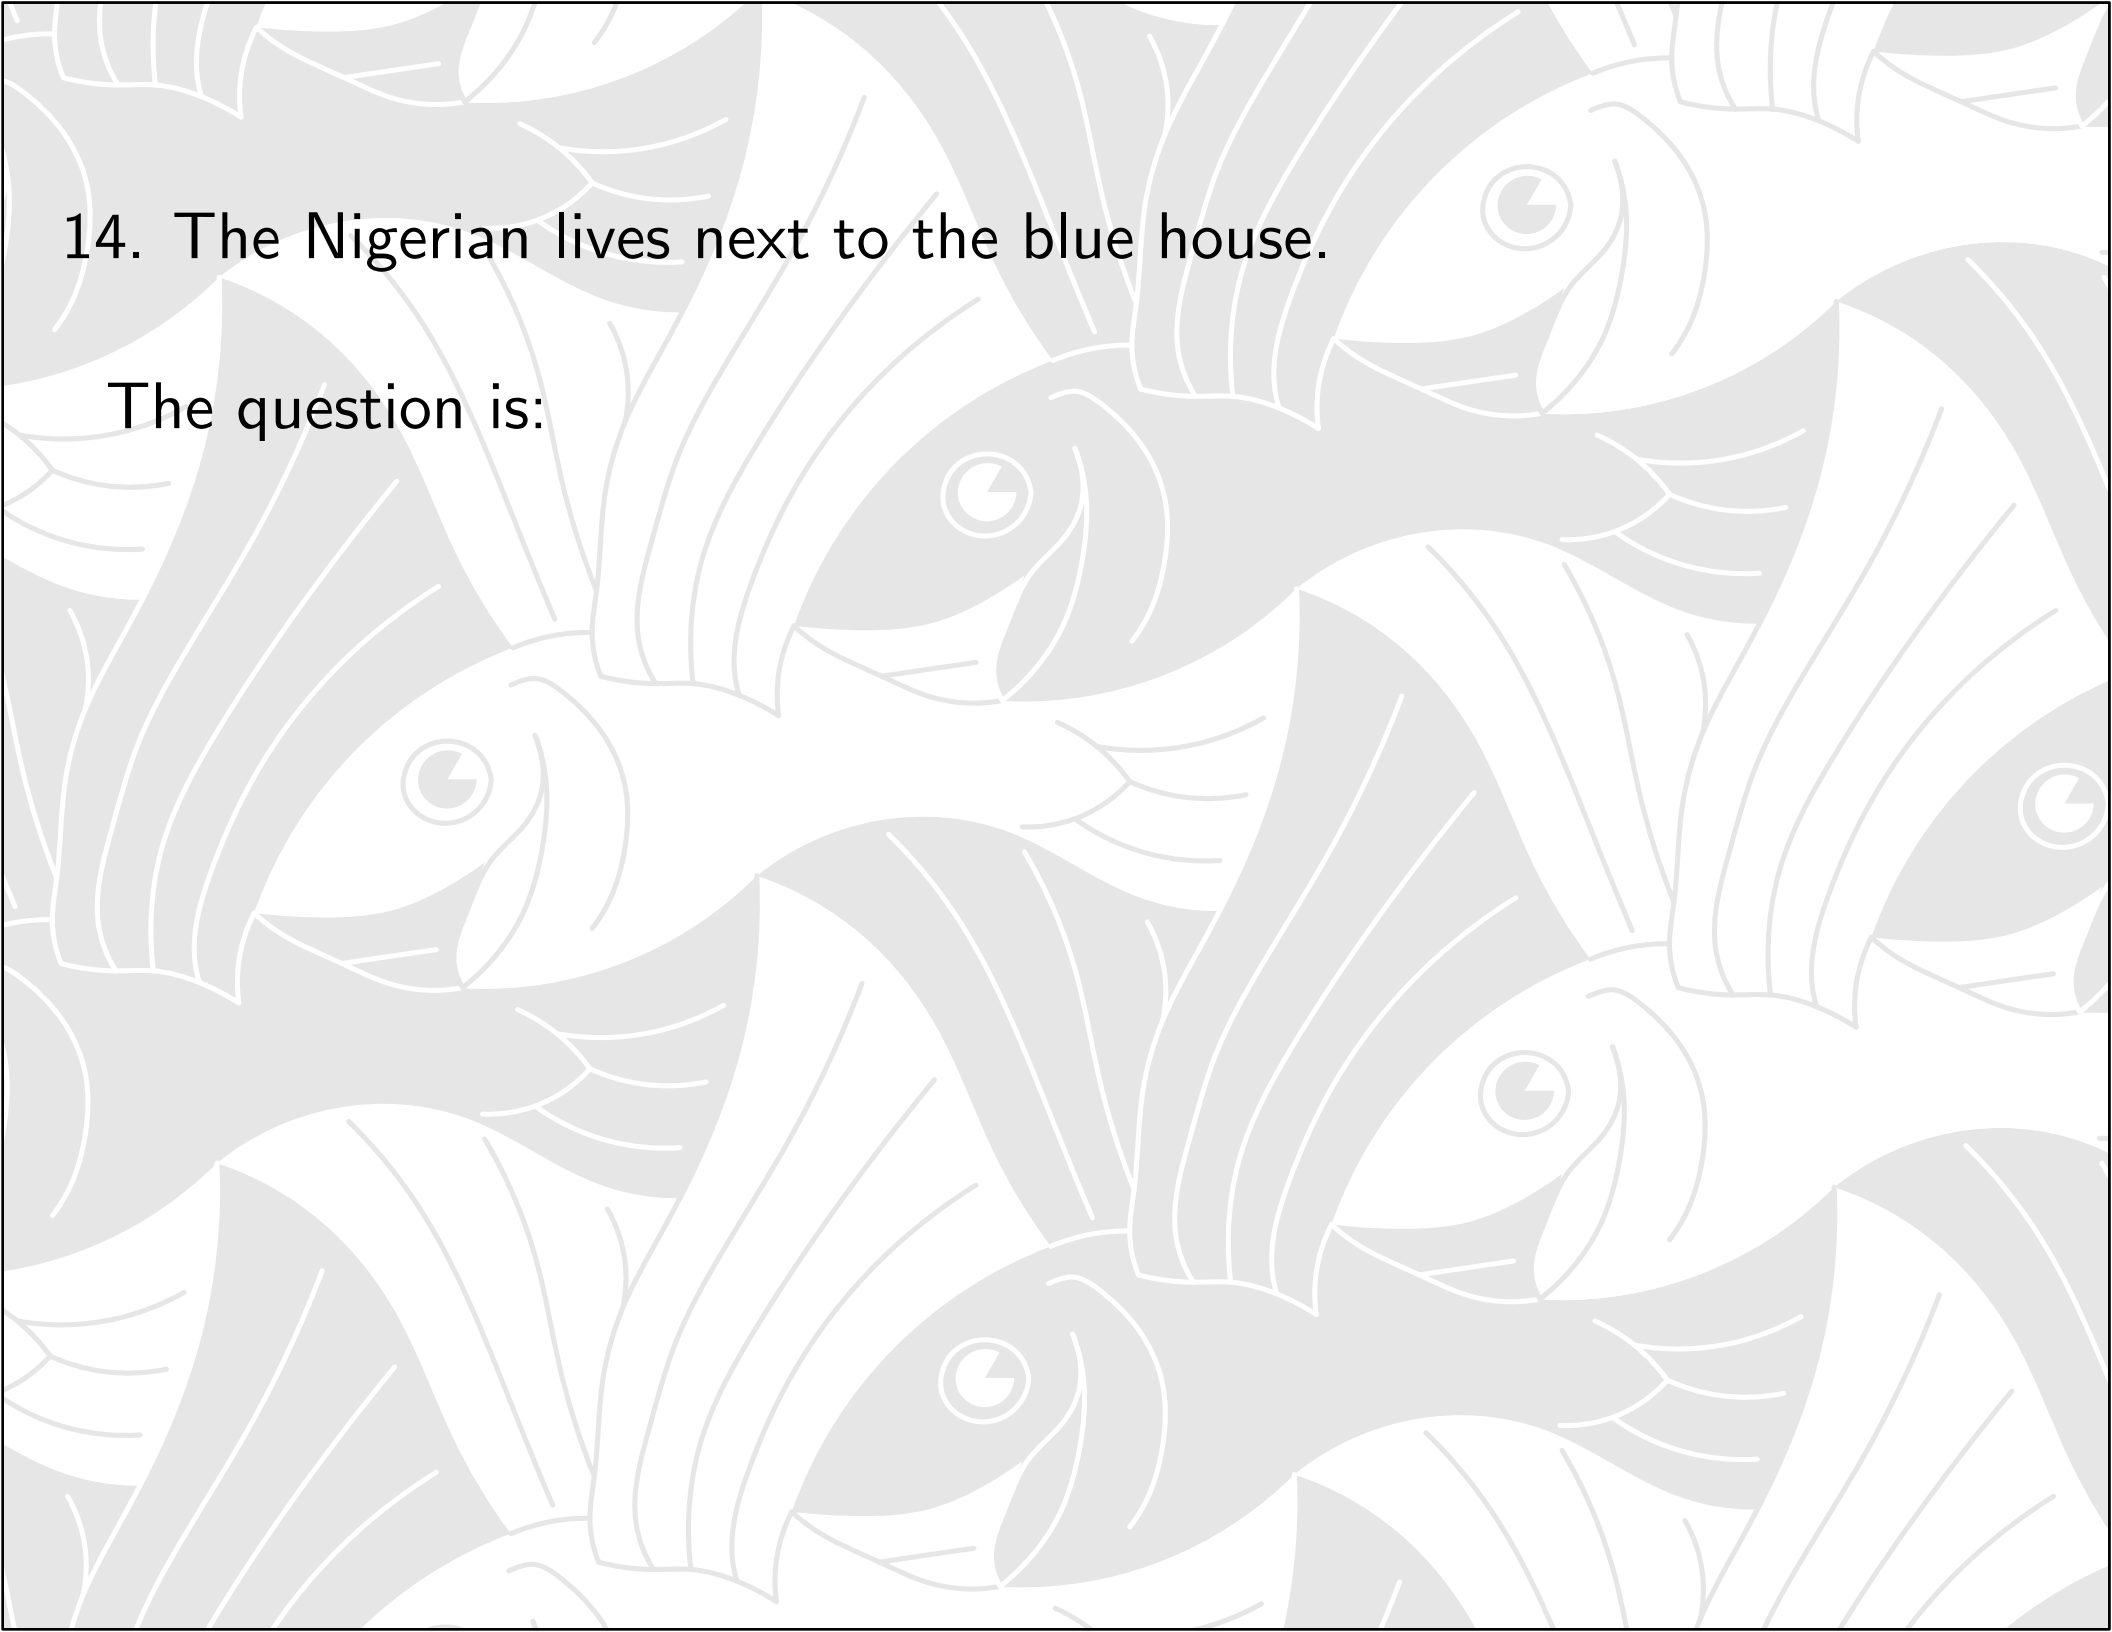 14. The Nigerian lives next to the blue house.
The question is: